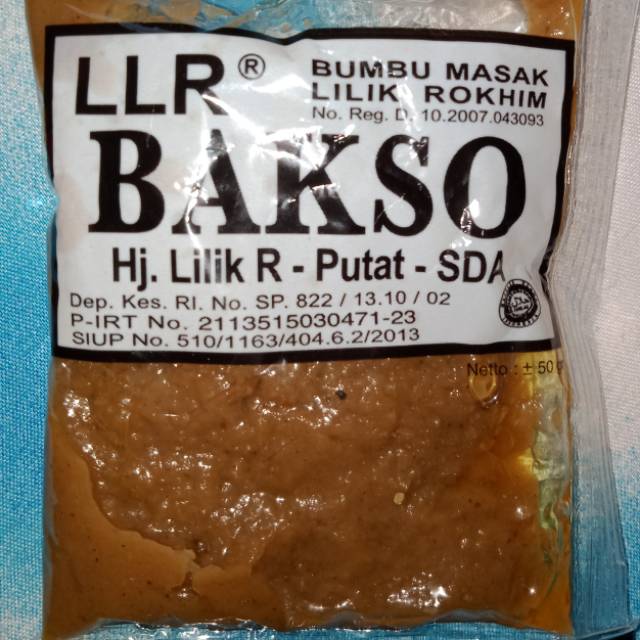 LLR ®
BUMBU MASAK
LILIK ROKHIM
No. Reg. D. 10.2007.043093
BAKSO
Hj. Lilik R - Putat - SDA
Dep. Kes. RI. No. SP. 822 / 13.10 / 02
P-IRT No. 2113515030471-23
SIUP No. 510/1163/404.6.2/2013
Netto : ± 50